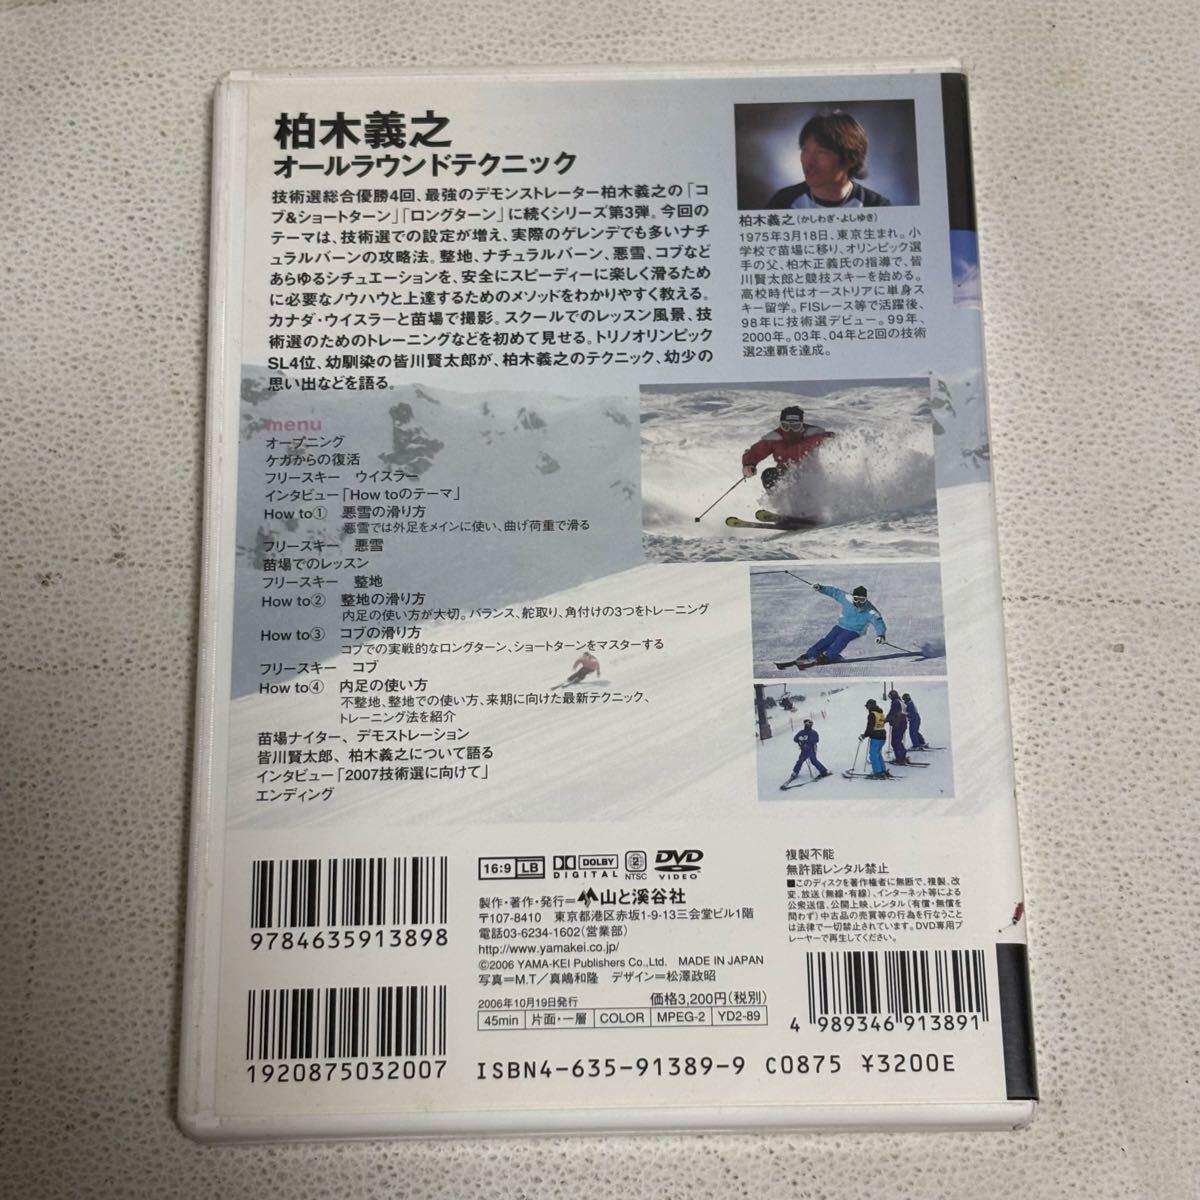 柏木義之
オールラウンドテクニック
技術選総合優勝4回、最強のデモンストレーター柏木義之の「コ
ブ&ショートターン」「ロングターン」に続くシリーズ第3弾。今回の
テーマは、技術選での設定が増え、実際のゲレンデでも多いナチ
ュラルバーンの攻略法。整地、ナチュラルバーン、悪雪、コブなど
あらゆるシチュエーションを、安全にスピーディーに楽しく滑るため
に必要なノウハウと上達するためのメソッドをわかりやすく教える。
カナダ・ウイスラーと苗場で撮影。スクールでのレッスン風景、技
術選のためのトレーニングなどを初めて見せる。トリノオリンピック
SL4位、幼馴染の皆川賢太郎が、柏木義之のテクニック、幼少の
思い出などを語る。
柏木義之(かしわぎ・よしゆき)
1975年3月18日、東京生まれ。小
学校で苗場に移り、オリンピック選
手の父、柏木正義氏の指導で、皆
川賢太郎と競技スキーを始める。
高校時代はオーストリアに単身ス
キー留学。FISレース等で活躍後、
98年に技術選デビュー。99年、
2000年。03年、04年と2回の技術
選2連覇を達成。
menu
オープニング
ケガからの復活
フリースキー ウイスラー
インタビュー「How toのテーマ」
How to① 悪雪の滑り方
悪雪では外足をメインに使い、曲げ荷重で滑る
フリースキー 悪雪
苗場でのレッスン
フリースキー 整地
How to② 整地の滑り方
内足の使い方が大切。バランス、舵取り、角付けの3つをトレーニング
How to③ コブの滑り方
コブでの実戦的なロングターン、ショートターンをマスターする
フリースキー コブ
How to④ 内足の使い方
不整地、整地での使い方、来期に向けた最新テクニック、
トレーニング法を紹介
苗場ナイター、デモストレーション
皆川賢太郎、柏木義之について語る
インタビュー「2007技術選に向けて」
エンディング
9784635913898
1920875032007
16:9 LB DOLBY DIGITAL 2 NTSC DVD VIDEO
製作・著作・発行=山と溪谷社
〒107-8410 東京都港区赤坂1-9-13三会堂ビル1階
電話03-6234-1602(営業部)
http://www.yamakei.co.jp/
©2006 YAMA-KEI Publishers Co.,Ltd. MADE IN JAPAN
写真=M.T/真嶋和隆 デザイン=松澤政昭
2006年10月19日発行 価格3,200円(税別)
45min 片面・一層 COLOR MPEG-2 YD2-89
ISBN4-635-91389-9 C0875 ¥3200E
複製不能
無許諾レンタル禁止
■このディスクを著作権者に無断で、複製、改
変、放送(無線・有線)、インターネット等による
公衆送信、公開上映、レンタル(有償・無償を
問わず)中古品の売買等の行為を行なうこと
は法律で一切禁止されています。DVD専用プ
レーヤーで再生してください。
4 989346 913891